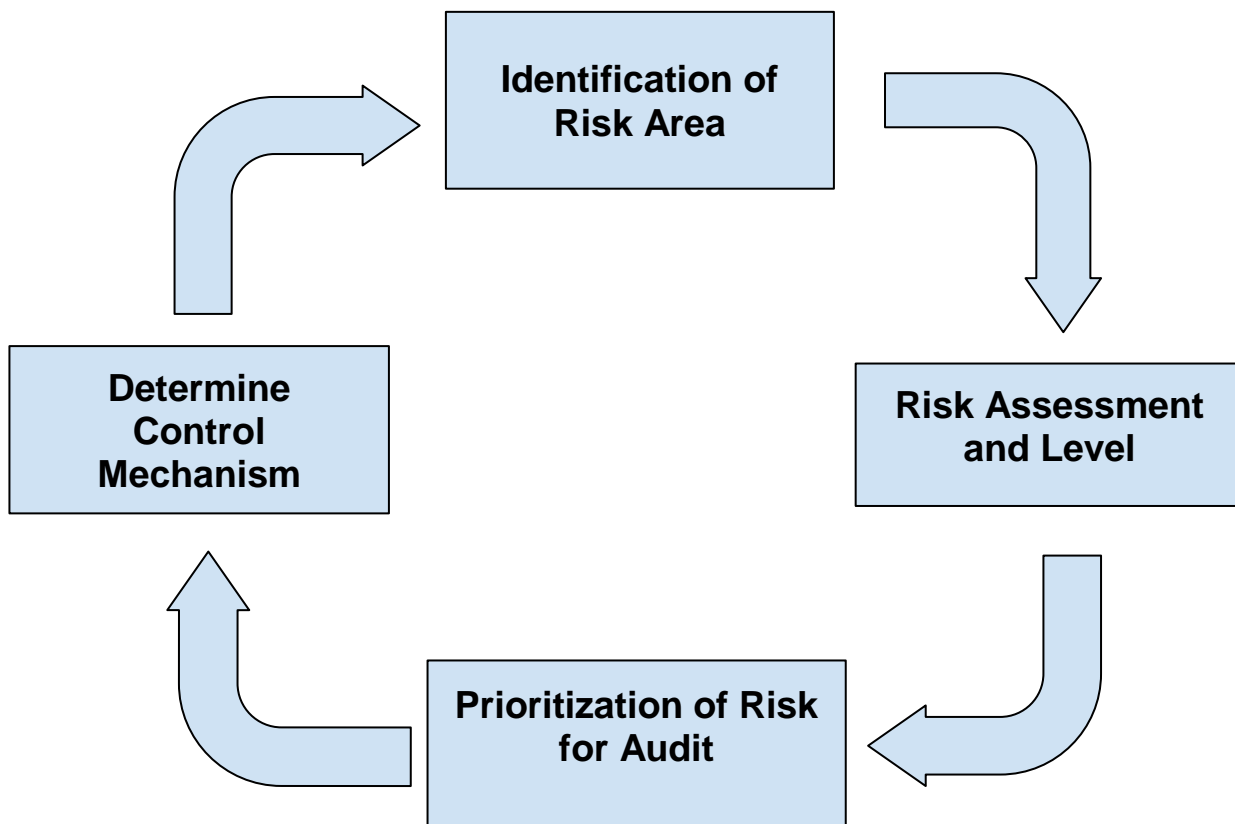 Identification of
Risk Area
Risk Assessment
and Level
Prioritization of Risk
for Audit
Determine
Control
Mechanism